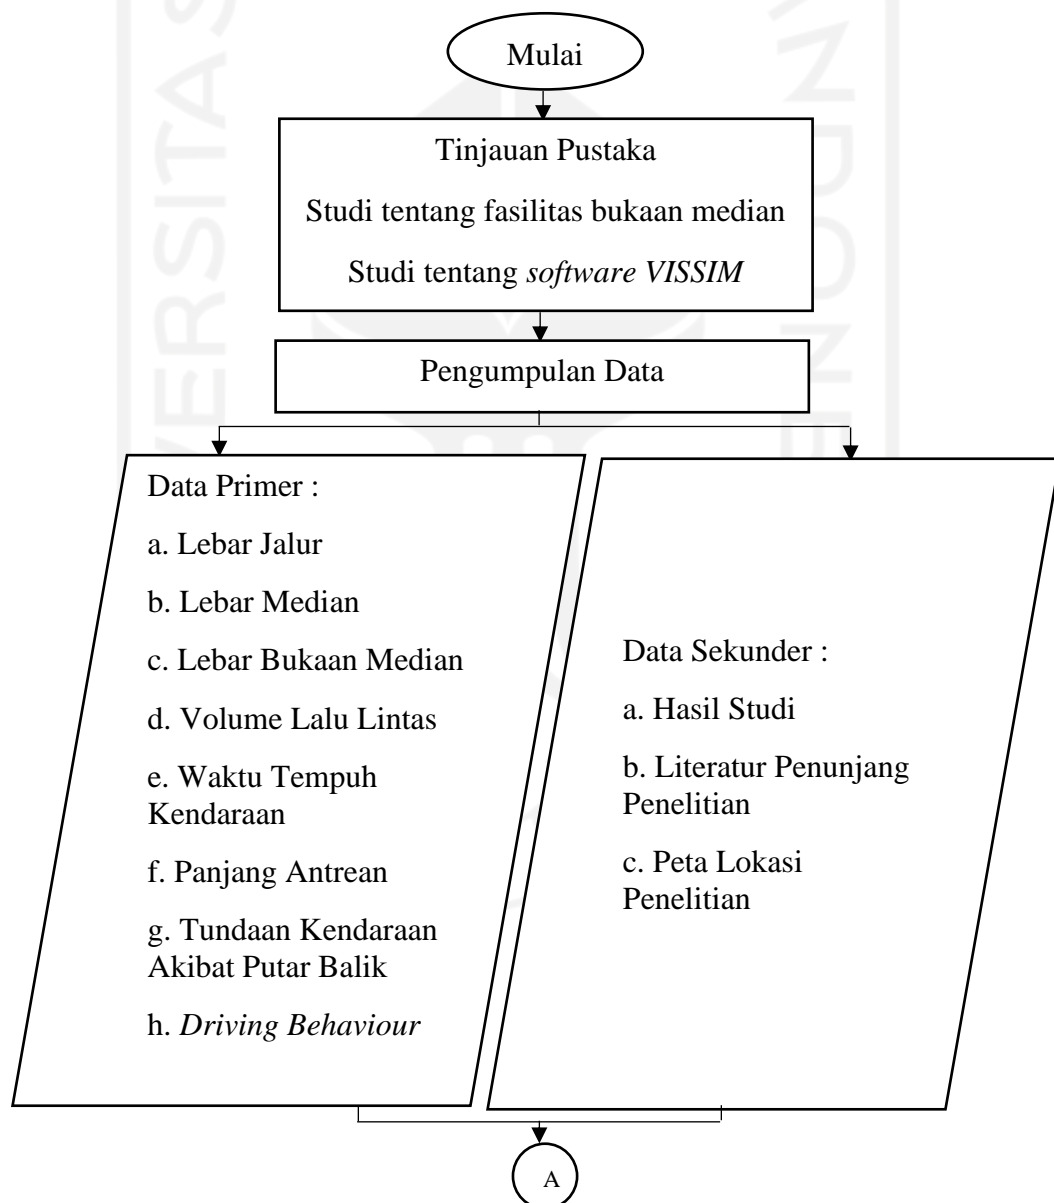 Mulai
Tinjauan Pustaka
Studi tentang fasilitas bukaan median
Studi tentang software VISSIM
Pengumpulan Data
Data Primer :
a. Lebar Jalur
b. Lebar Median
c. Lebar Bukaan Median
d. Volume Lalu Lintas
e. Waktu Tempuh
Kendaraan
f. Panjang Antrean
g. Tundaan Kendaraan
Akibat Putar Balik
h. Driving Behaviour
Data Sekunder :
a. Hasil Studi
b. Literatur Penunjang
Penelitian
c. Peta Lokasi
Penelitian
A